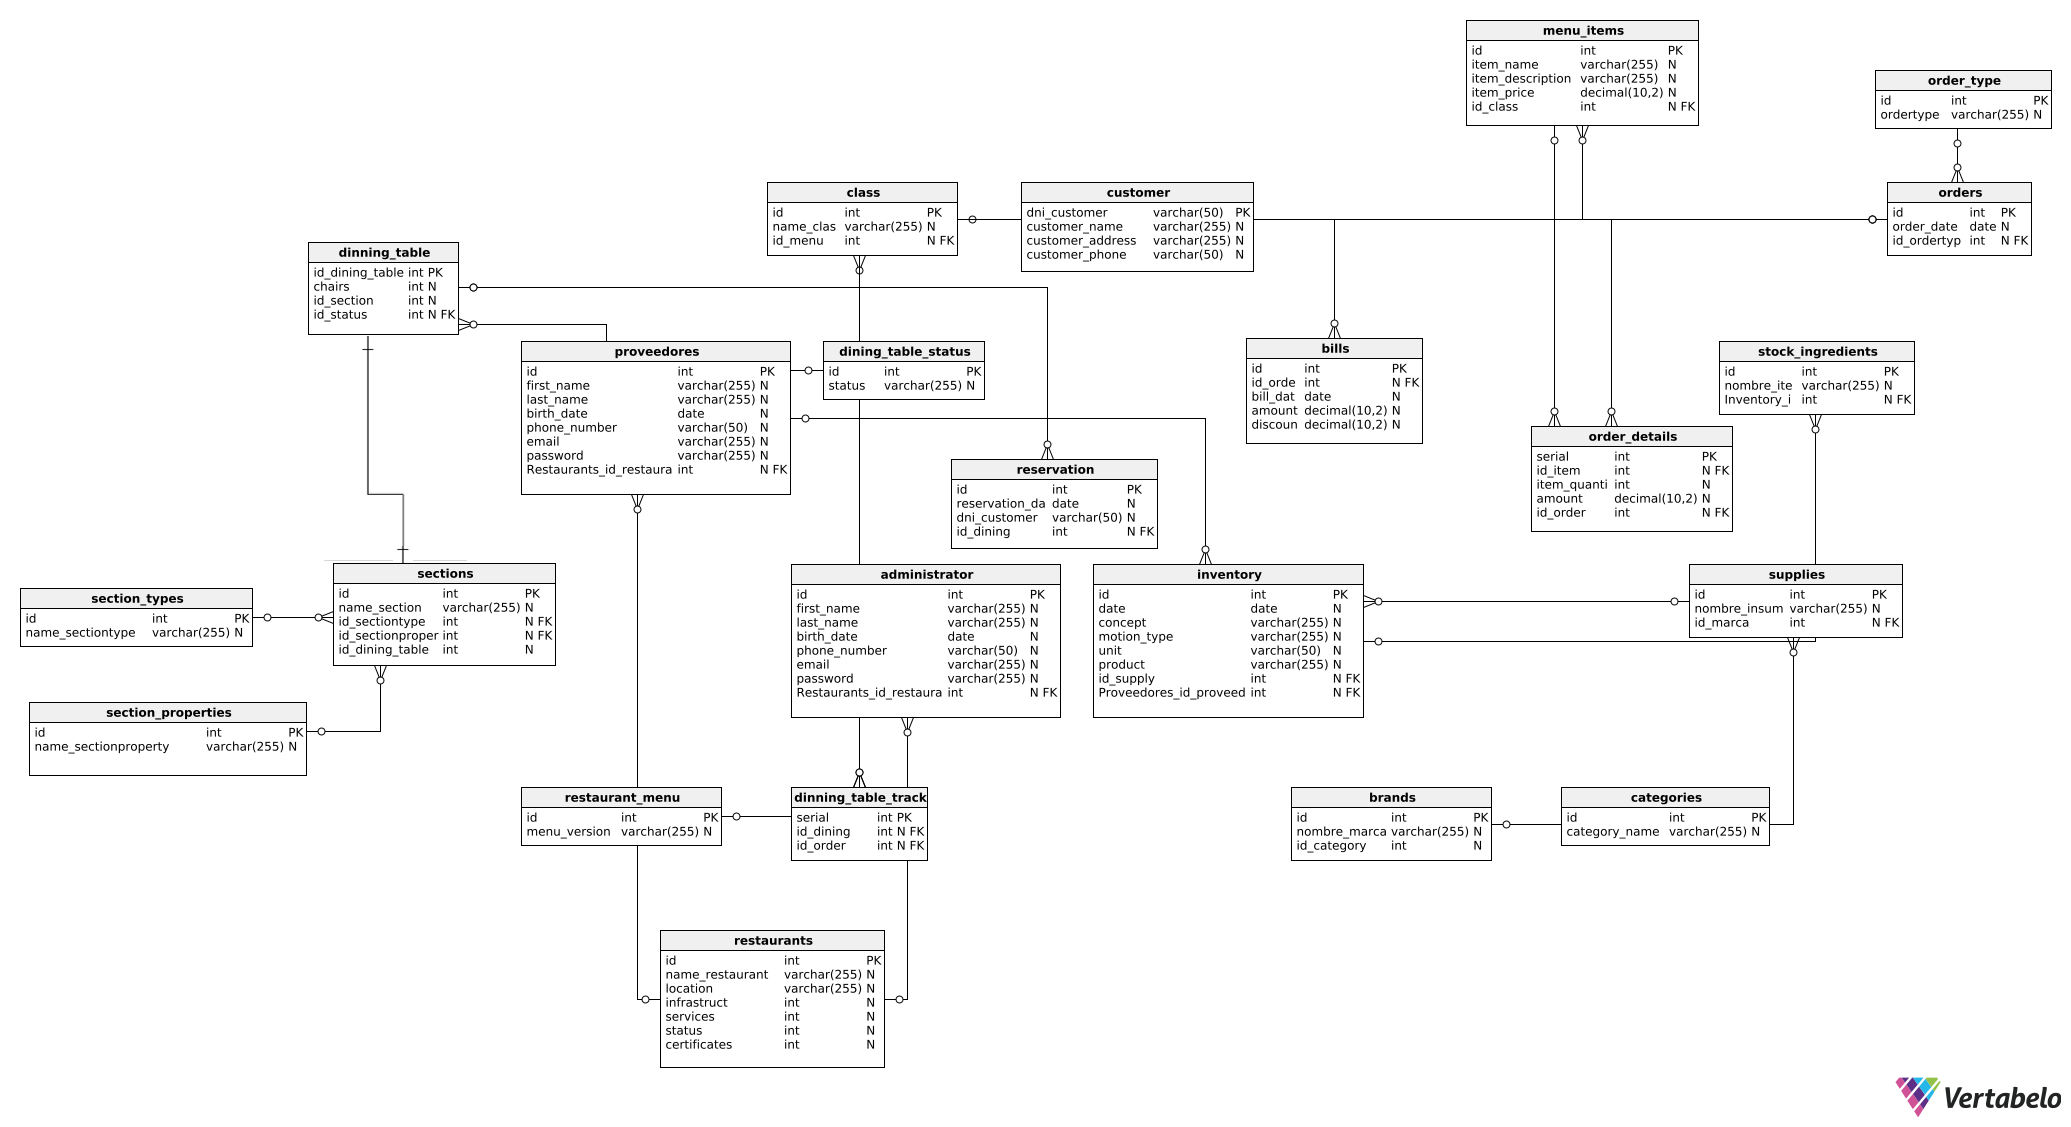 menu_items
id int PK
item_name varchar(255) N
item_description varchar(255) N
item_price decimal(10,2) N
id_class int N FK
order_type
id int PK
ordertype varchar(255) N
class
id int PK
name_clas varchar(255) N
id_menu int N FK
customer
dni_customer varchar(50) PK
customer_name varchar(255) N
customer_address varchar(255) N
customer_phone varchar(50) N
orders
id int PK
order_date date N
id_ordertyp int N FK
dinning_table
id_dining_table int PK
chairs int N
id_section int N
id_status int N FK
proveedores
id int PK
first_name varchar(255) N
last_name varchar(255) N
birth_date date N
phone_number varchar(50) N
email varchar(255) N
password varchar(255) N
Restaurants_id_restaura int N FK
dining_table_status
id int PK
status varchar(255) N
bills
id int PK
id_orde int N FK
bill_dat date N
amount decimal(10,2) N
discoun decimal(10,2) N
stock_ingredients
id int PK
nombre_ite varchar(255) N
Inventory_i int N FK
order_details
serial int PK
id_item int N FK
item_quanti int N
amount decimal(10,2) N
id_order int N FK
reservation
id int PK
reservation_da date N
dni_customer varchar(50) N
id_dining int N FK
sections
id int PK
name_section varchar(255) N
id_sectiontype int N FK
id_sectionproper int N FK
id_dining_table int N
section_types
id int PK
name_sectiontype varchar(255) N
administrator
id int PK
first_name varchar(255) N
last_name varchar(255) N
birth_date date N
phone_number varchar(50) N
email varchar(255) N
password varchar(255) N
Restaurants_id_restaura int N FK
inventory
id int PK
date date N
concept varchar(255) N
motion_type varchar(255) N
unit varchar(50) N
product varchar(255) N
id_supply int N FK
Proveedores_id_proveed int N FK
supplies
id int PK
nombre_insum varchar(255) N
id_marca int N FK
section_properties
id int PK
name_sectionproperty varchar(255) N
restaurant_menu
id int PK
menu_version varchar(255) N
dinning_table_track
serial int PK
id_dining int N FK
id_order int N FK
brands
id int PK
nombre_marca varchar(255) N
id_category int N
categories
id int PK
category_name varchar(255) N
restaurants
id int PK
name_restaurant varchar(255) N
location varchar(255) N
infrastruct int N
services int N
status int N
certificates int N
Vertabelo